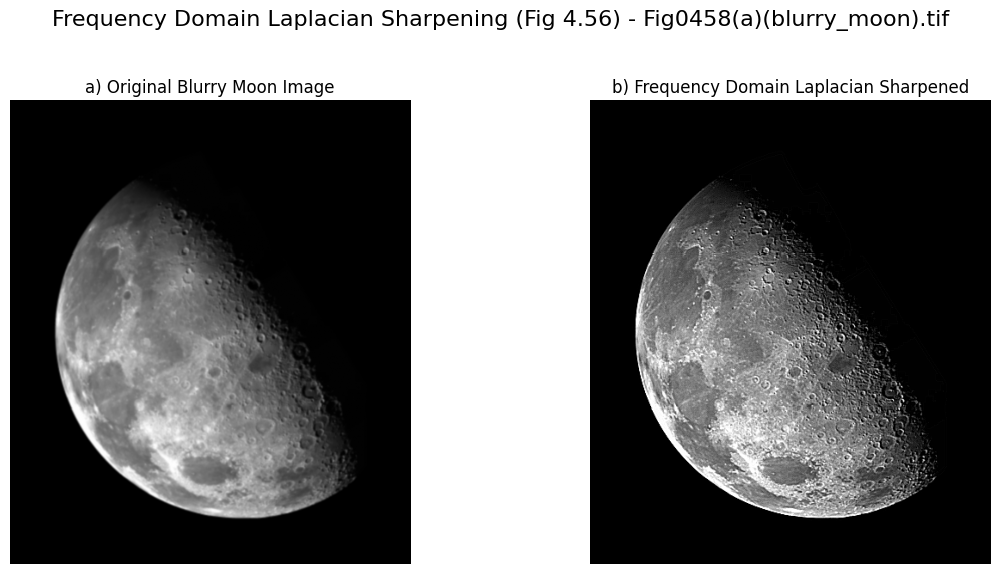 Frequency Domain Laplacian Sharpening (Fig 4.56) - Fig0458(a)(blurry_moon).tif
a) Original Blurry Moon Image
b) Frequency Domain Laplacian Sharpened